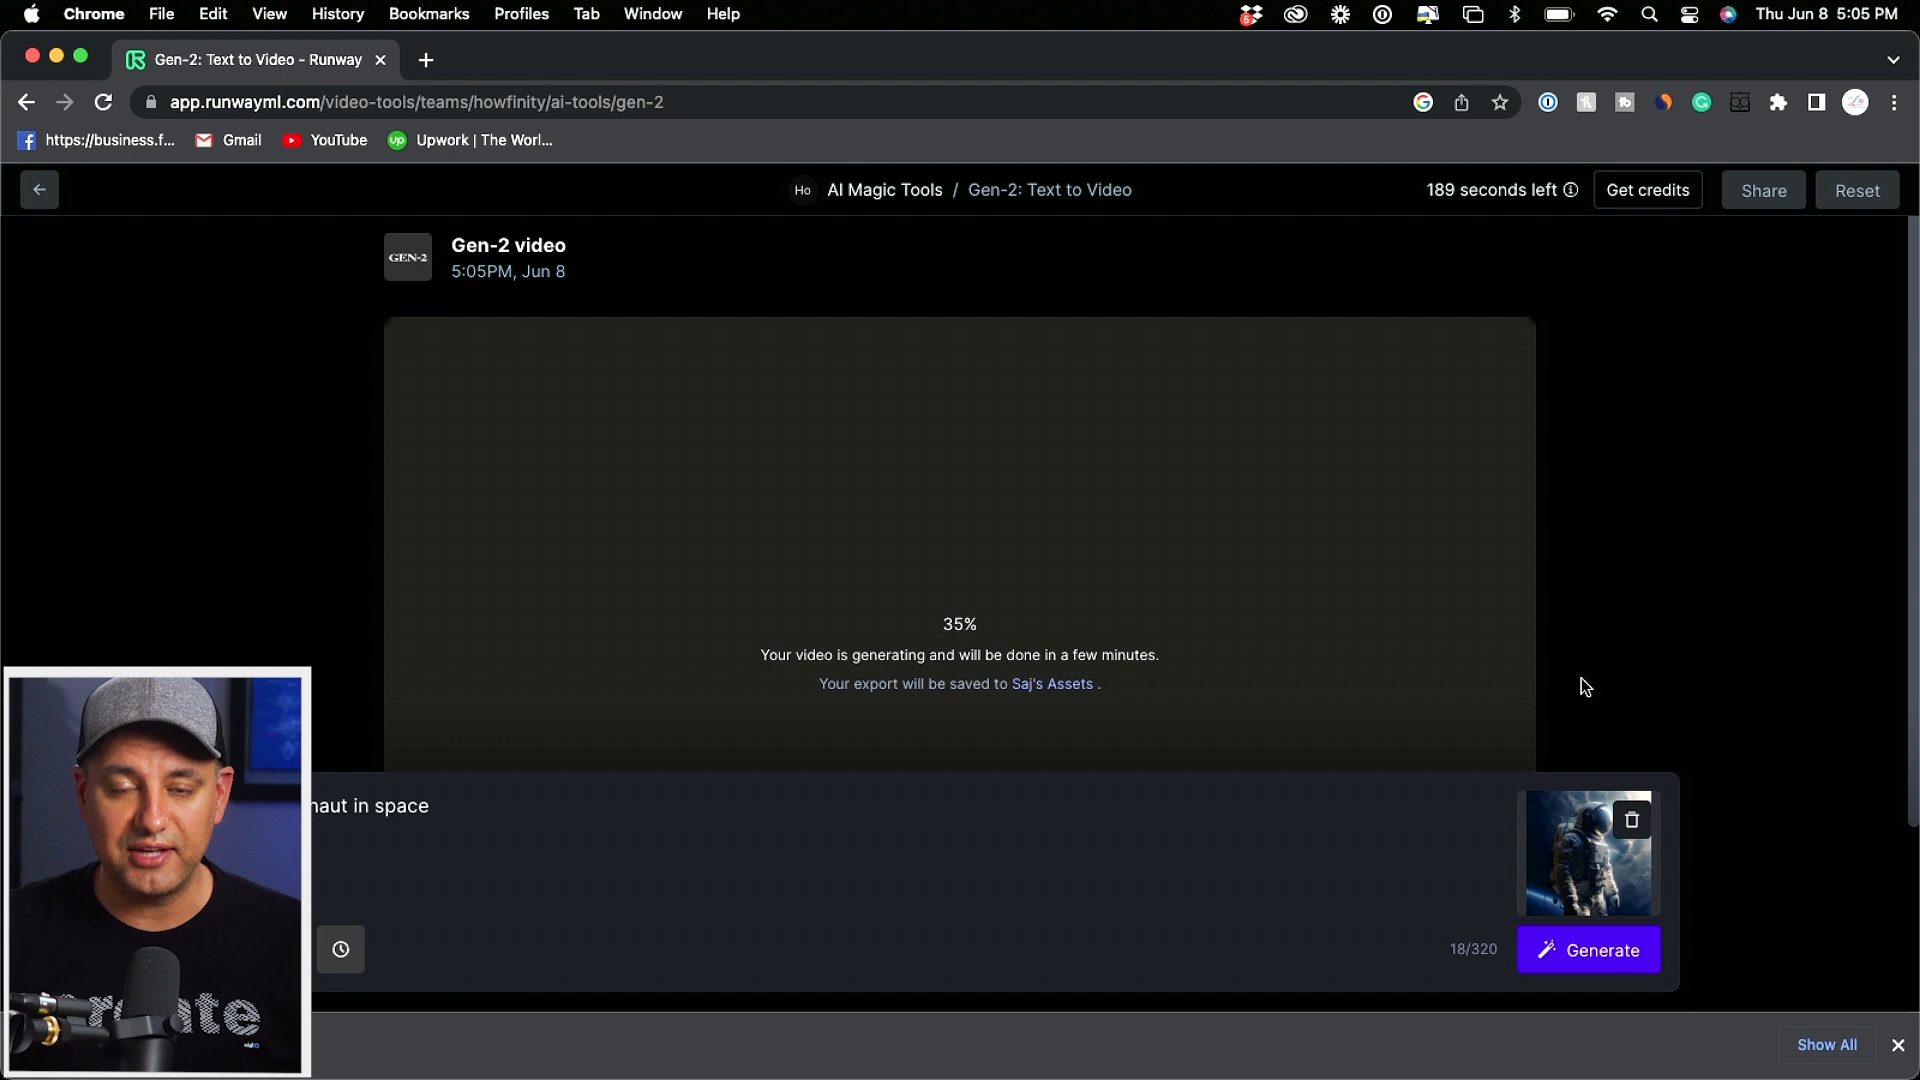 Chrome File Edit View History Bookmarks Profiles Tab Window Help
5
Thu Jun 8 5:05 PM
Gen-2: Text to Video - Runway
app.runwayml.com/video-tools/teams/howfinity/ai-tools/gen-2
https://business.f... Gmail YouTube Upwork | The Worl...
Ho AI Magic Tools / Gen-2: Text to Video
189 seconds left Get credits Share Reset
GEN-2
Gen-2 video
5:05PM, Jun 8
35%
Your video is generating and will be done in a few minutes.
Your export will be saved to Saj's Assets .
naut in space
18/320
Generate
Show All